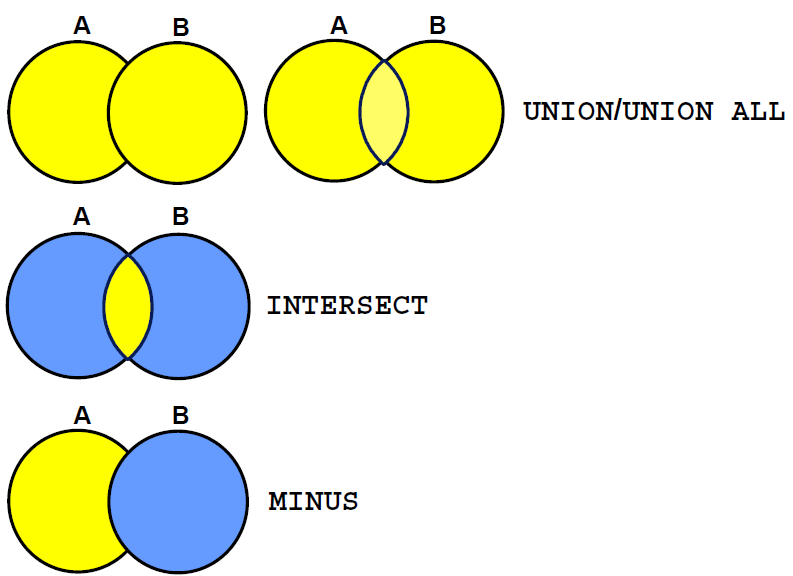 A B A B
UNION/UNION ALL
A B
INTERSECT
A B
MINUS